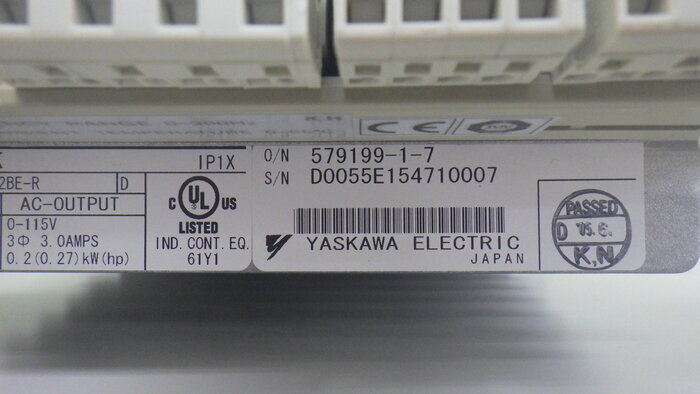 K.N
CE
IP1X
2BE-R
D
AC-OUTPUT
0-115V
3Φ 3.0AMPS
0.2(0.27)kW(hp)
C UL US
LISTED
IND. CONT. EQ.
61Y1
O/N 579199-1-7
S/N D0055E154710007
YASKAWA ELECTRIC
JAPAN
PASSED
D '15.6.
K,N